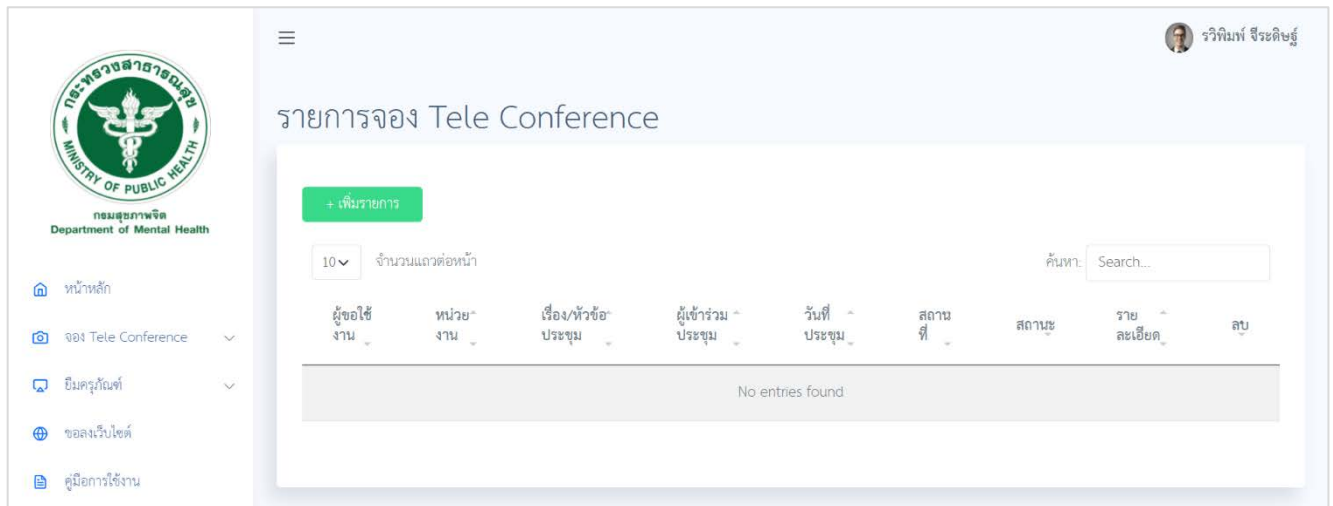 กระทรวงสาธารณสุข
MINISTRY OF PUBLIC HEALTH
กรมสุขภาพจิต
Department of Mental Health
หน้าหลัก
จอง Tele Conference
ยืมครุภัณฑ์
ขอลงเว็บไซต์
คู่มือการใช้งาน
รวิพิมพ์ จีระดิษฐ์
รายการจอง Tele Conference
+ เพิ่มรายการ
10 จำนวนแถวต่อหน้า
ค้นหา: Search...
ผู้ขอใช้ หน่วย เรื่อง/หัวข้อ ผู้เข้าร่วม วันที่ สถาน สถานะ ราย ลบ
งาน งาน ประชุม ประชุม ประชุม ที่ ละเอียด
No entries found